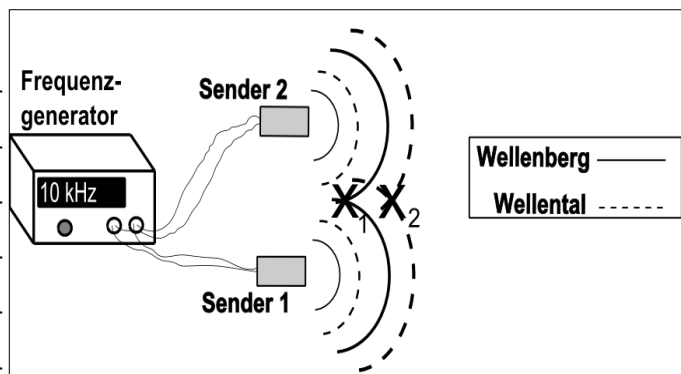 Frequenz-
generator
10 kHz
Sender 2
Sender 1
X1
X2
Wellenberg
Wellental